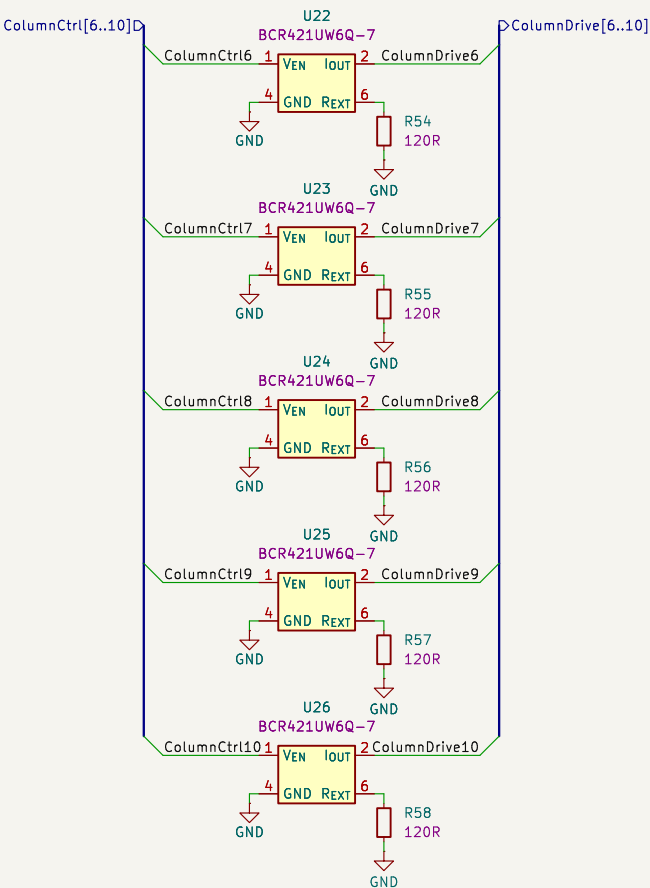 ColumnCtrl[6..10]
ColumnDrive[6..10]
U22
BCR421UW6Q-7
ColumnCtrl6 1 VEN IOUT 2 ColumnDrive6
4 GND REXT 6
GND
R54
120R
GND
U23
BCR421UW6Q-7
ColumnCtrl7 1 VEN IOUT 2 ColumnDrive7
4 GND REXT 6
GND
R55
120R
GND
U24
BCR421UW6Q-7
ColumnCtrl8 1 VEN IOUT 2 ColumnDrive8
4 GND REXT 6
GND
R56
120R
GND
U25
BCR421UW6Q-7
ColumnCtrl9 1 VEN IOUT 2 ColumnDrive9
4 GND REXT 6
GND
R57
120R
GND
U26
BCR421UW6Q-7
ColumnCtrl10 1 VEN IOUT 2 ColumnDrive10
4 GND REXT 6
GND
R58
120R
GND